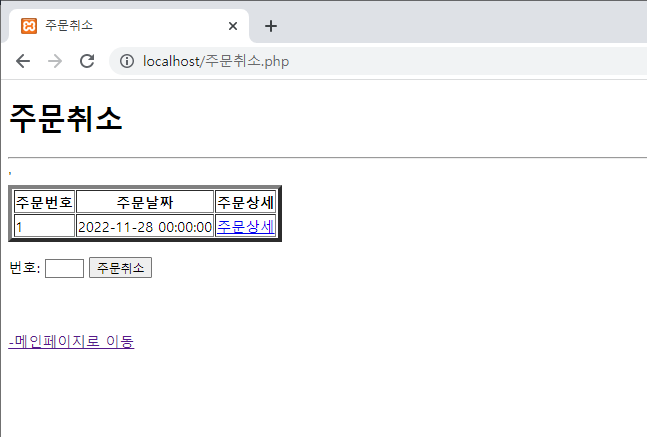 주문취소
localhost/주문취소.php
주문취소
주문번호 주문날짜 주문상세
1 2022-11-28 00:00:00 주문상세
번호: 주문취소
-메인페이지로 이동